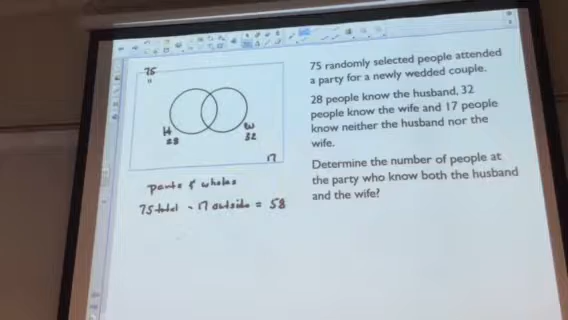 75
"
H
28
W
32
17
parts & wholes
75 total - 17 outside = 58
75 randomly selected people attended
a party for a newly wedded couple.
28 people know the husband, 32
people know the wife and 17 people
know neither the husband nor the
wife.
Determine the number of people at
the party who know both the husband
and the wife?